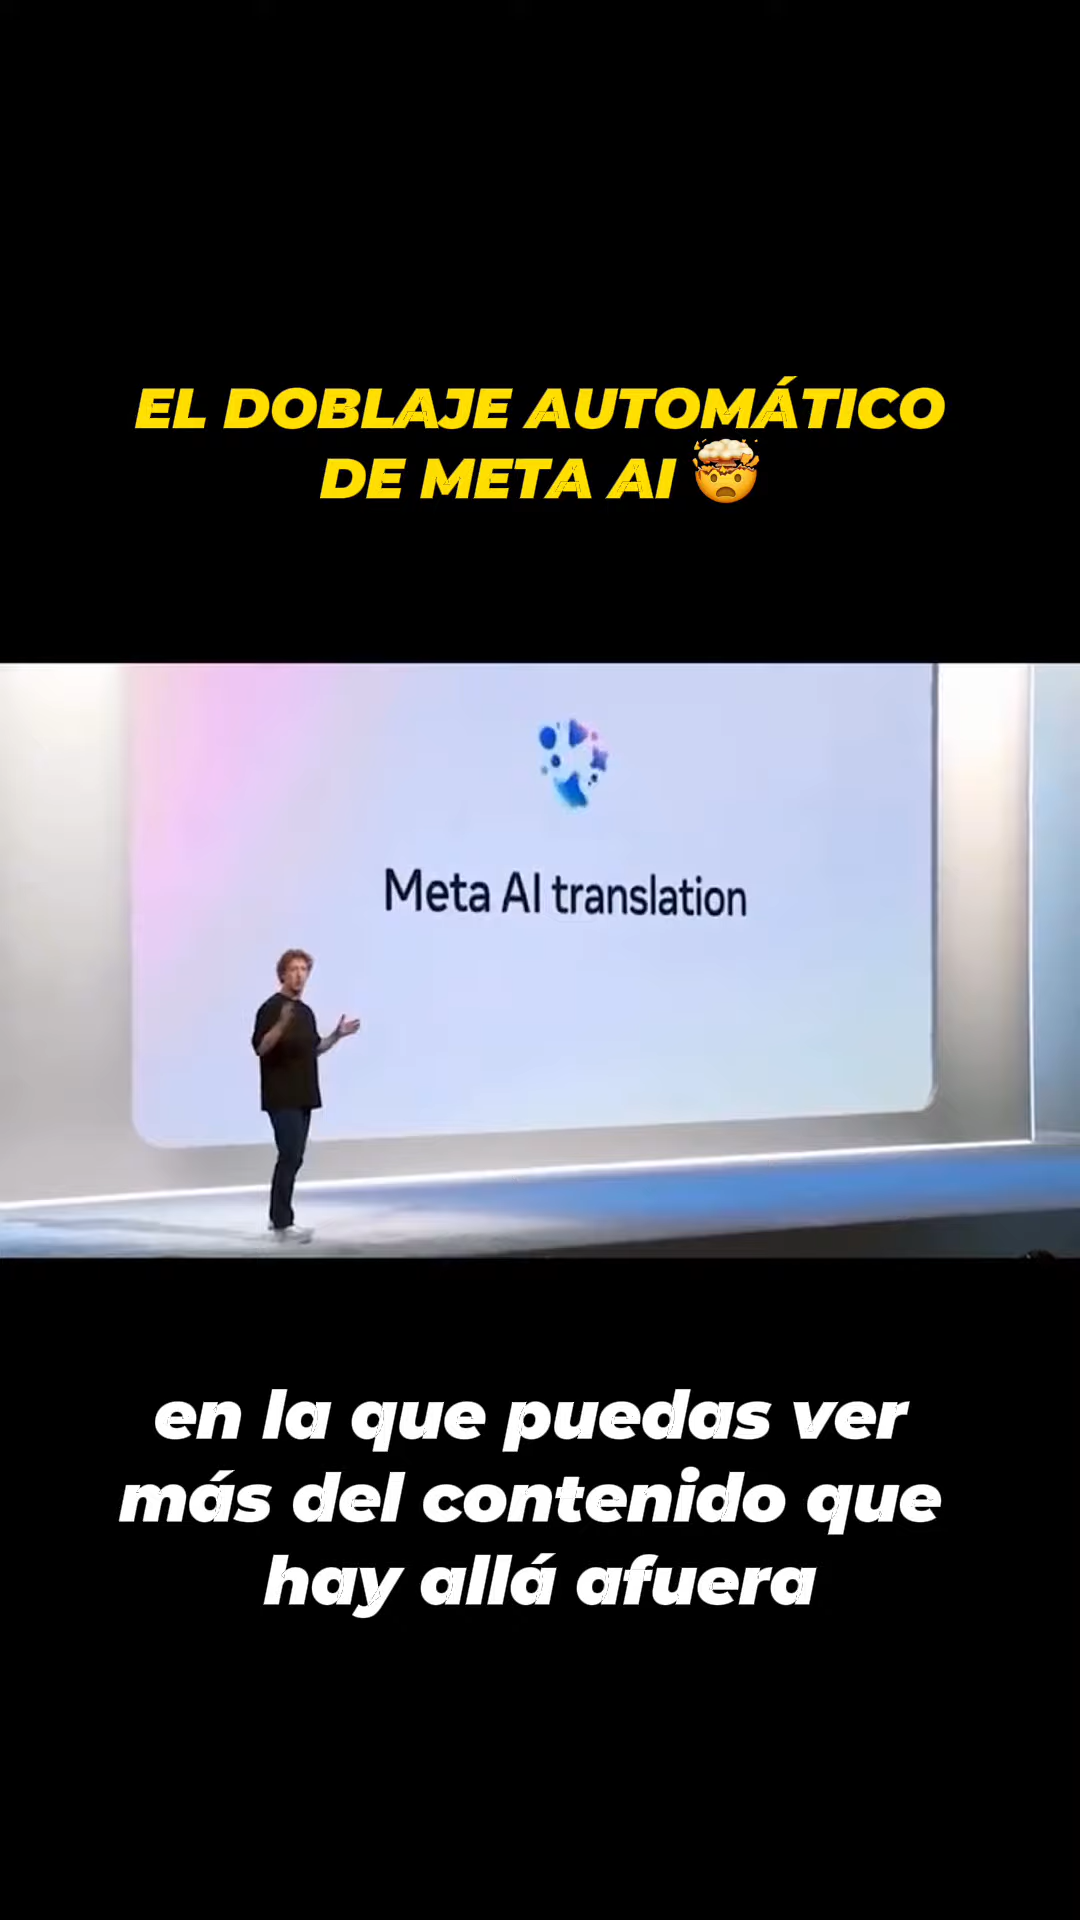 EL DOBLAJE AUTOMÁTICO
DE META AI 🤯
Meta AI translation
en la que puedas ver
más del contenido que
hay allá afuera